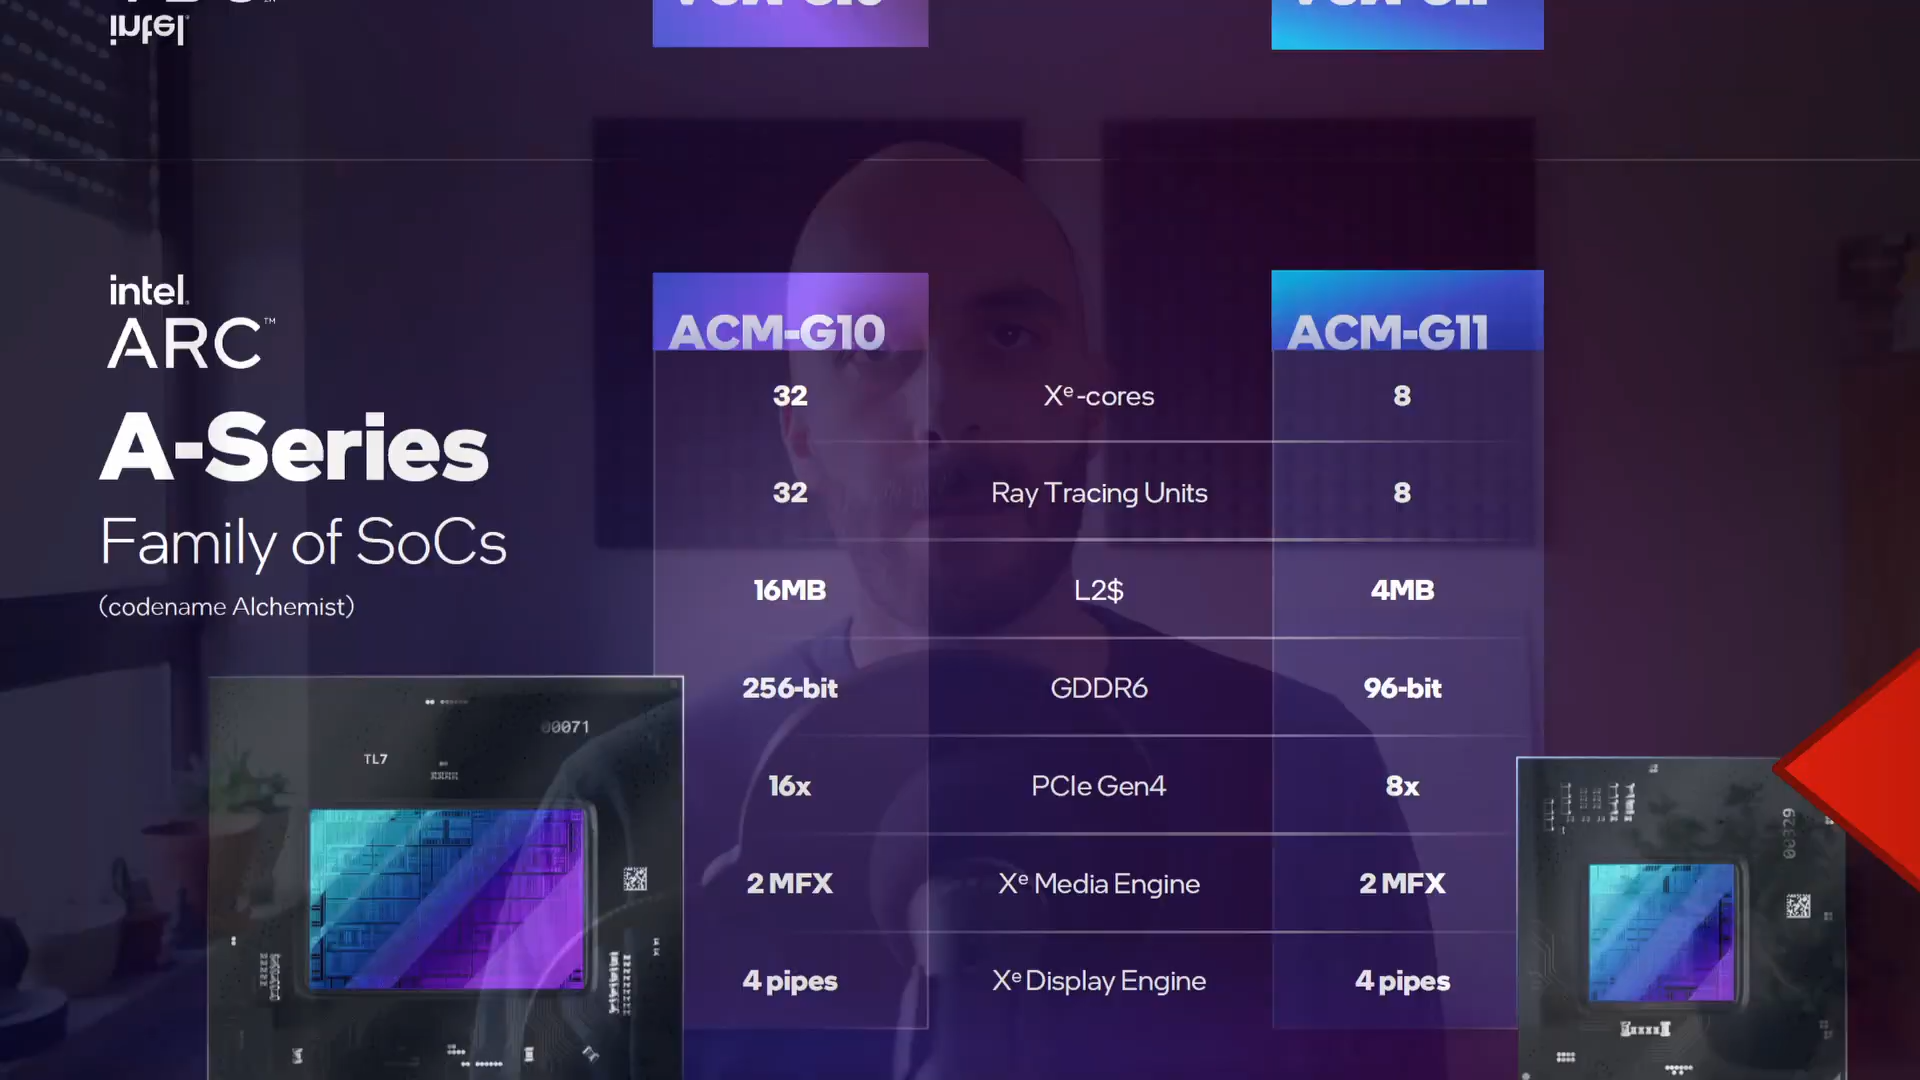 intel
intel
ARC™
A-Series
Family of SoCs
(codename Alchemist)
ACM-G10 ACM-G11
32 Xᵉ-cores 8
32 Ray Tracing Units 8
16MB L2$ 4MB
256-bit GDDR6 96-bit
16x PCIe Gen4 8x
2 MFX Xᵉ Media Engine 2 MFX
4 pipes Xᵉ Display Engine 4 pipes
00071
TL7
00329